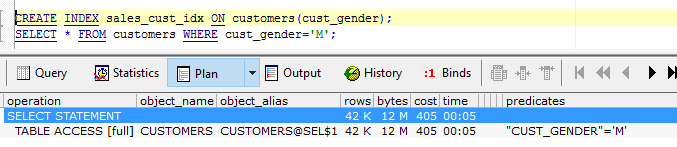 CREATE INDEX sales_cust_idx ON customers(cust_gender);
SELECT * FROM customers WHERE cust_gender='M';
Query Statistics Plan Output History :1 Binds
operation object_name object_alias rows bytes cost time predicates
SELECT STATEMENT 42 K 12 M 405 00:05
TABLE ACCESS [full] CUSTOMERS CUSTOMERS@SEL$1 42 K 12 M 405 00:05 "CUST_GENDER"='M'